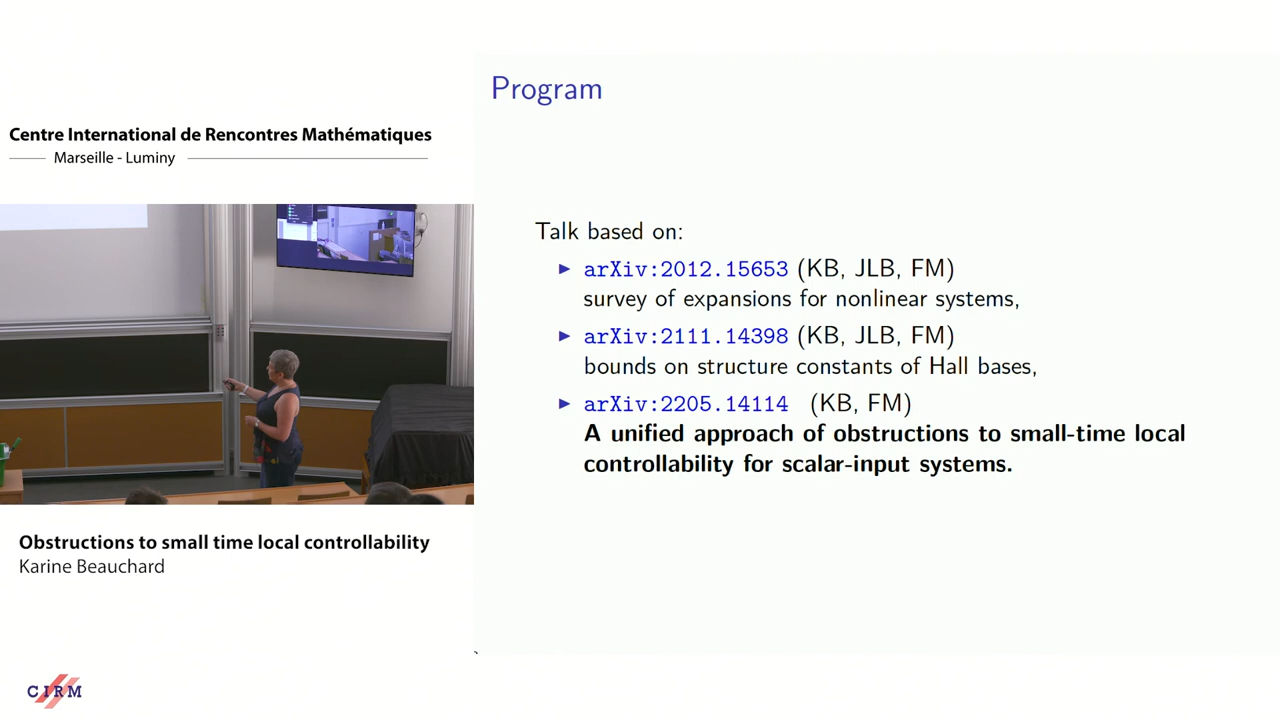 Centre International de Rencontres Mathématiques
Marseille - Luminy
Obstructions to small time local controllability
Karine Beauchard
CIRM
Program
Talk based on:
▶ arXiv:2012.15653 (KB, JLB, FM)
survey of expansions for nonlinear systems,
▶ arXiv:2111.14398 (KB, JLB, FM)
bounds on structure constants of Hall bases,
▶ arXiv:2205.14114 (KB, FM)
A unified approach of obstructions to small-time local
controllability for scalar-input systems.